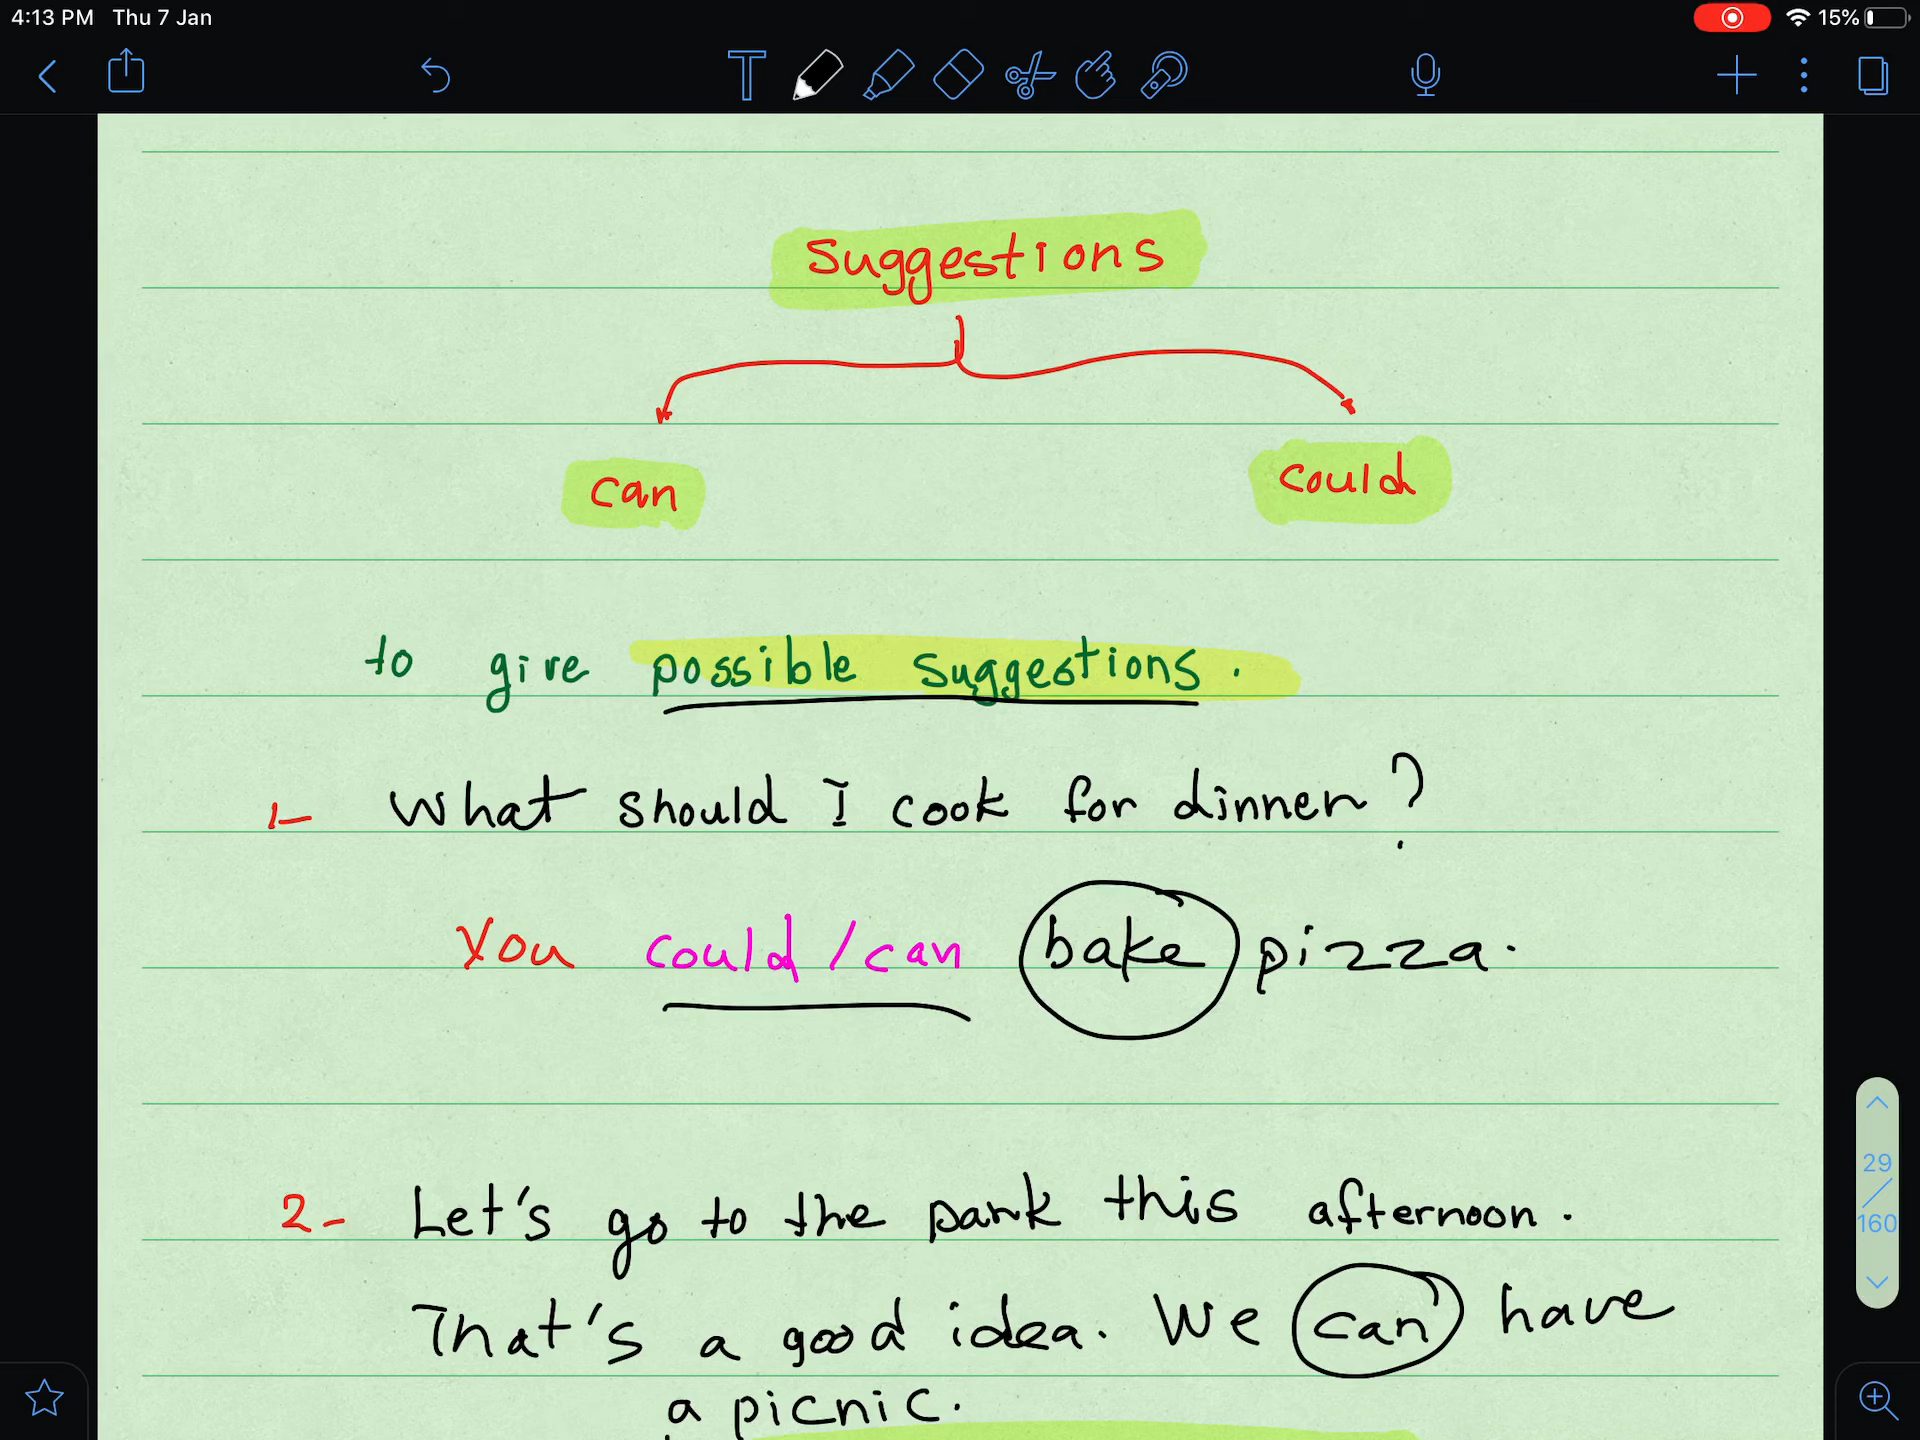 4:13 PM Thu 7 Jan 15%
T
Suggestions
can could
to give possible suggestions.
1- What should I cook for dinner?
You could / can bake pizza.
29
160
2- Let's go to the park this afternoon.
That's a good idea. We can have
a picnic.